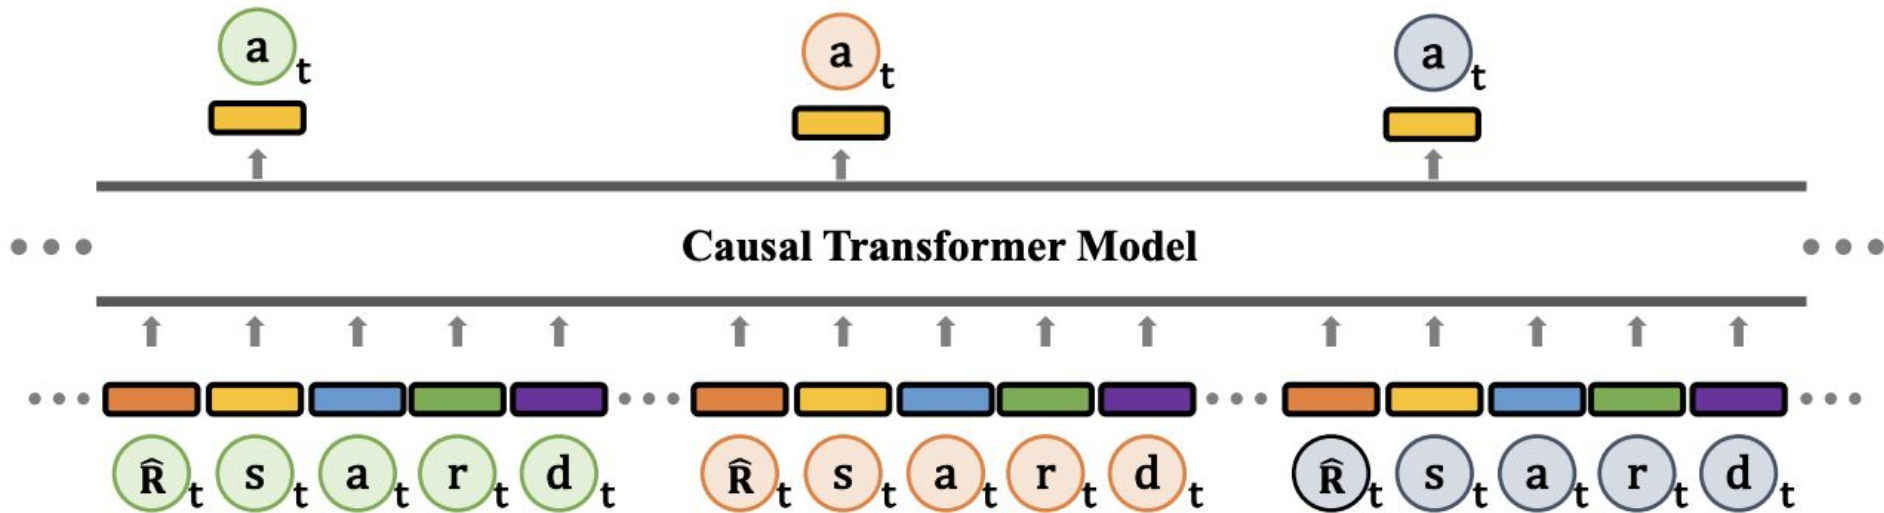 a t a t a t
Causal Transformer Model
R̂ t s t a t r t d t R̂ t s t a t r t d t R̂ t s t a t r t d t